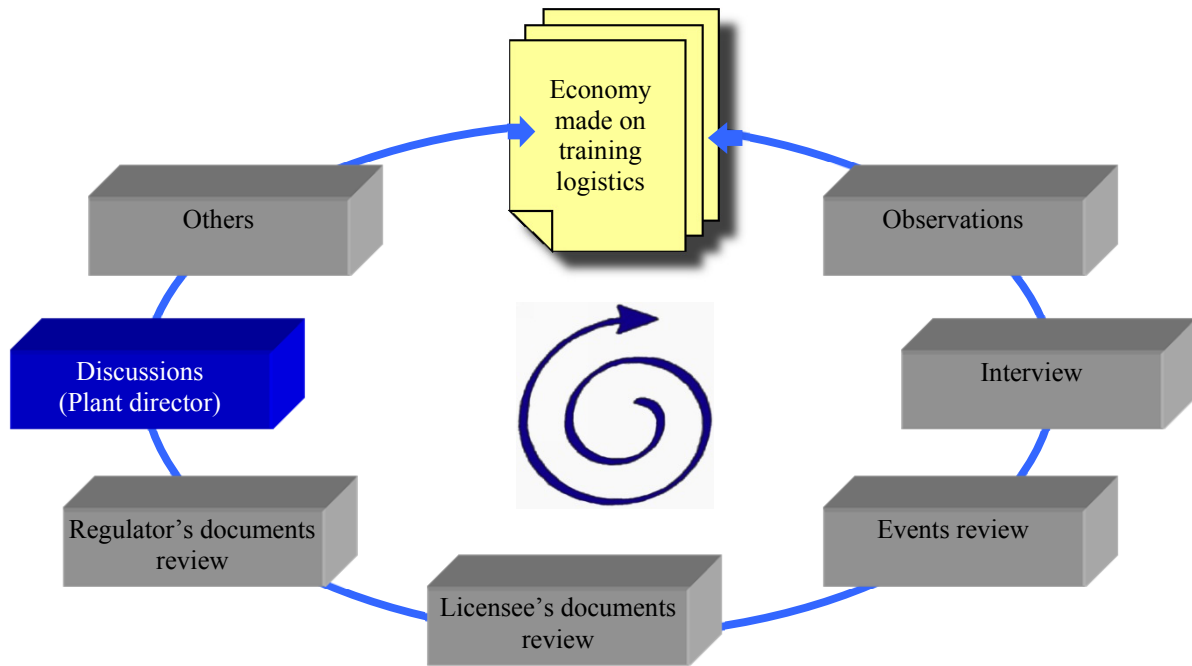 Economy
made on
training
logistics
Others
Observations
Discussions
(Plant director)
Interview
Regulator’s documents
review
Events review
Licensee’s documents
review